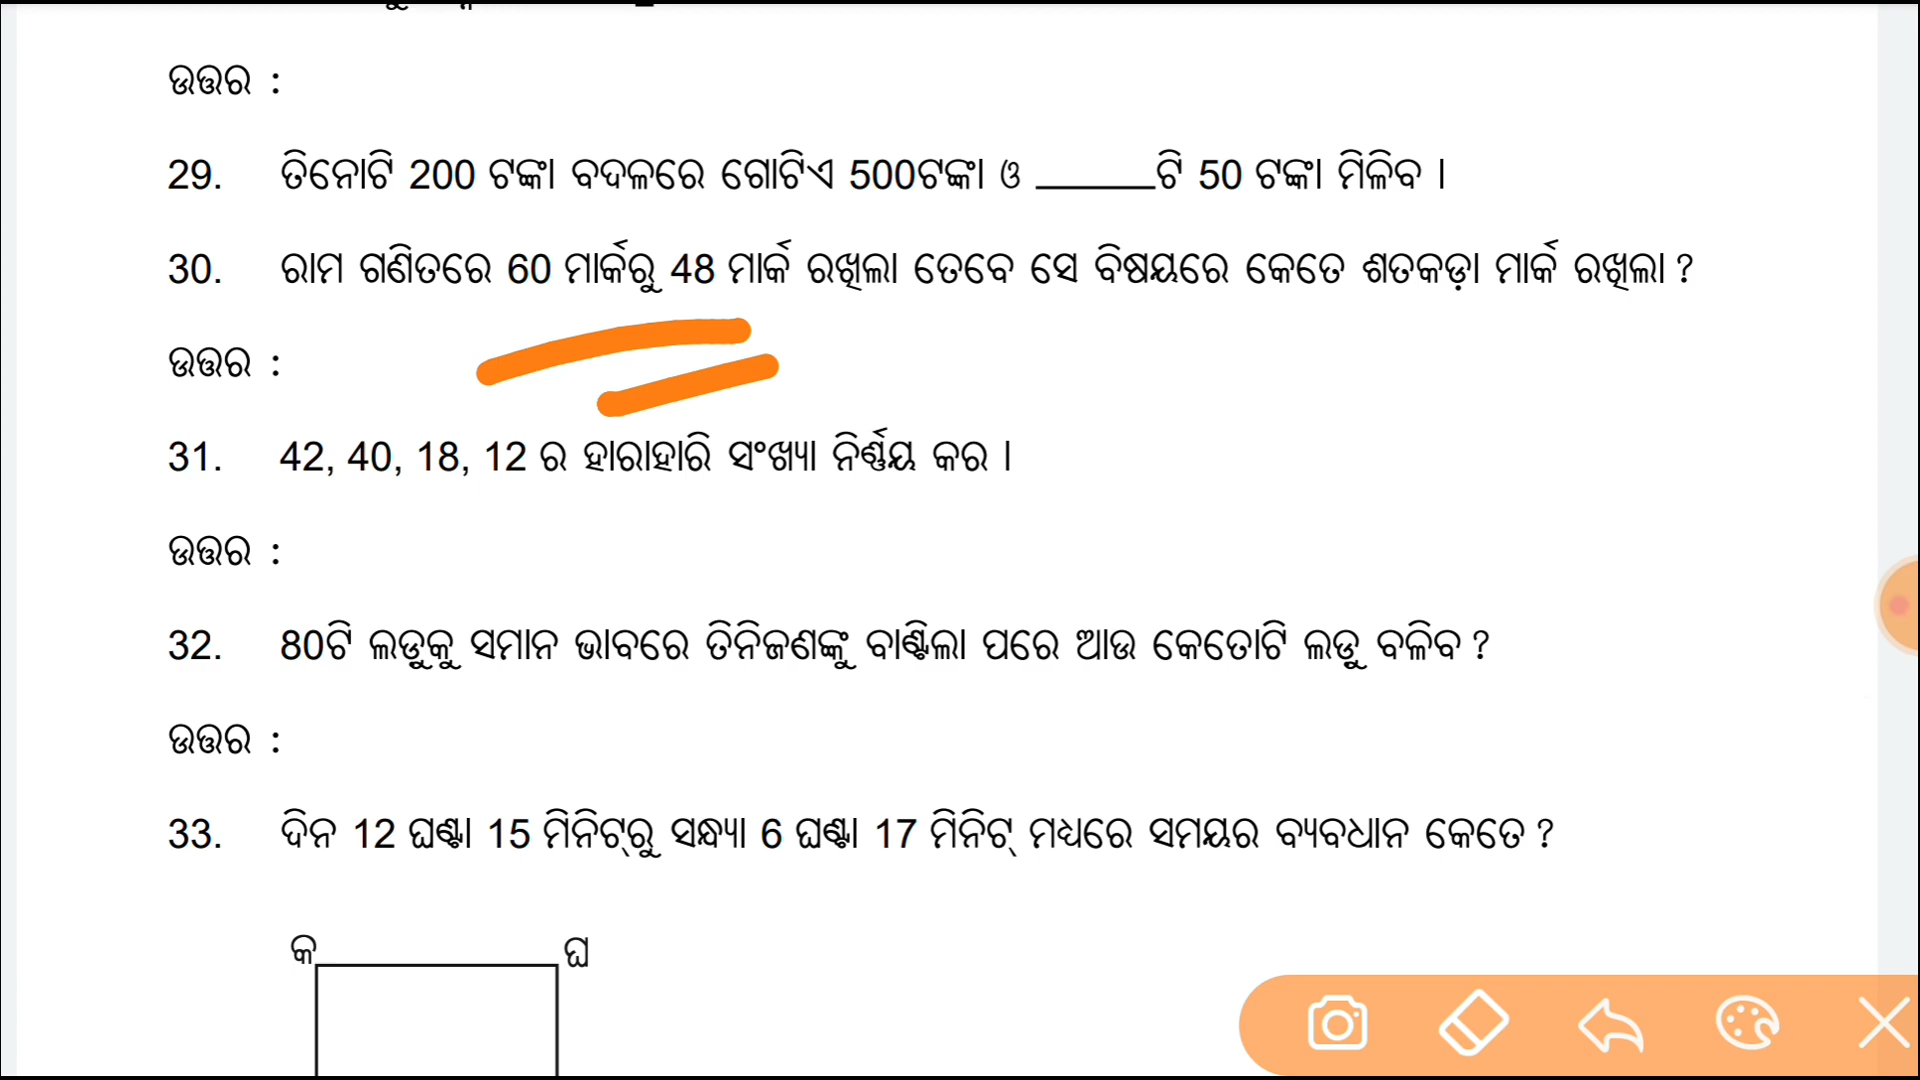 ଉତ୍ତର :
29. ତିନୋଟି 200 ଟଙ୍କା ବଦଳରେ ଗୋଟିଏ 500ଟଙ୍କା ଓ ______ଟି 50 ଟଙ୍କା ମିଳିବ ।
30. ରାମ ଗଣିତରେ 60 ମାର୍କରୁ 48 ମାର୍କ ରଖିଲା ତେବେ ସେ ବିଷୟରେ କେତେ ଶତକଡ଼ା ମାର୍କ ରଖିଲା ?
ଉତ୍ତର :
31. 42, 40, 18, 12 ର ହାରାହାରି ସଂଖ୍ୟା ନିର୍ଣ୍ଣୟ କର ।
ଉତ୍ତର :
32. 80ଟି ଲଡୁକୁ ସମାନ ଭାବରେ ତିନିଜଣଙ୍କୁ ବାଣ୍ଟିଲା ପରେ ଆଉ କେତୋଟି ଲଡୁ ବଳିବ ?
ଉତ୍ତର :
33. ଦିନ 12 ଘଣ୍ଟା 15 ମିନିଟ୍‌ରୁ ସନ୍ଧ୍ୟା 6 ଘଣ୍ଟା 17 ମିନିଟ୍ ମଧ୍ୟରେ ସମୟର ବ୍ୟବଧାନ କେତେ ?
କ ଘ